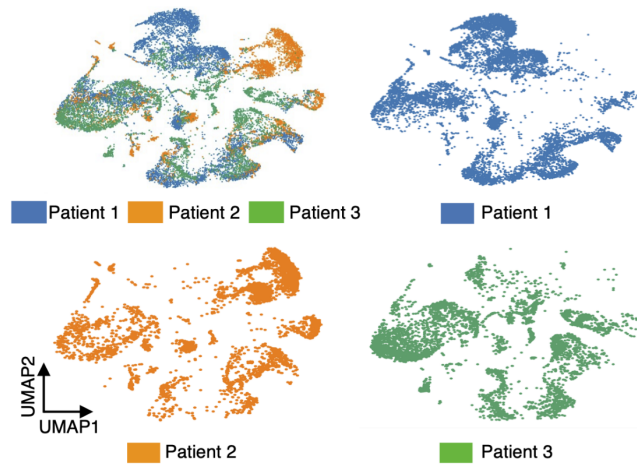 Patient 1 Patient 2 Patient 3
Patient 1
UMAP2
UMAP1
Patient 2
Patient 3